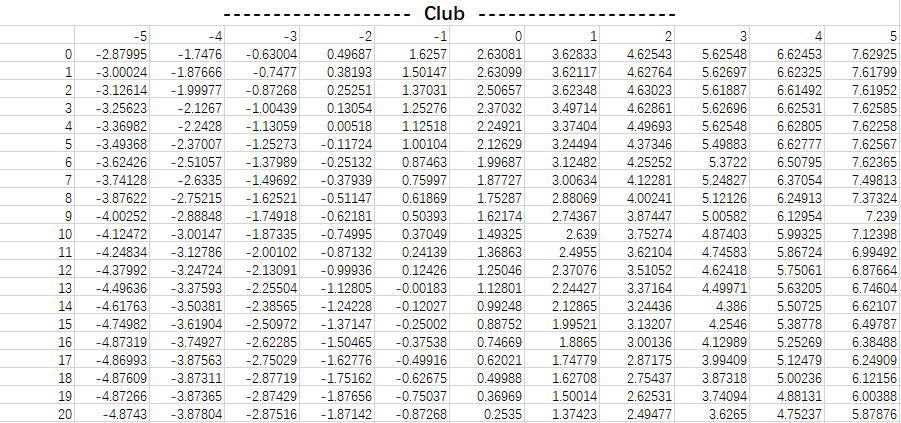 ------------------- Club --------------------
-5 -4 -3 -2 -1 0 1 2 3 4 5
0 -2.87995 -1.7476 -0.63004 0.49687 1.6257 2.63081 3.62833 4.62543 5.62548 6.62453 7.62925
1 -3.00024 -1.87666 -0.7477 0.38193 1.50147 2.63099 3.62117 4.62764 5.62697 6.62325 7.61799
2 -3.12614 -1.99977 -0.87268 0.25251 1.37031 2.50657 3.62348 4.63023 5.61887 6.61492 7.61952
3 -3.25623 -2.1267 -1.00439 0.13054 1.25276 2.37032 3.49714 4.62861 5.62696 6.62531 7.62585
4 -3.36982 -2.2428 -1.13059 0.00518 1.12518 2.24921 3.37404 4.49693 5.62548 6.62805 7.62258
5 -3.49368 -2.37007 -1.25273 -0.11724 1.00104 2.12629 3.24494 4.37346 5.49883 6.62777 7.62567
6 -3.62426 -2.51057 -1.37989 -0.25132 0.87463 1.99687 3.12482 4.25252 5.3722 6.50795 7.62365
7 -3.74128 -2.6335 -1.49692 -0.37939 0.75997 1.87727 3.00634 4.12281 5.24827 6.37054 7.49813
8 -3.87622 -2.75215 -1.62521 -0.51147 0.61869 1.75287 2.88069 4.00241 5.12126 6.24913 7.37324
9 -4.00252 -2.88848 -1.74918 -0.62181 0.50393 1.62174 2.74367 3.87447 5.00582 6.12954 7.239
10 -4.12472 -3.00147 -1.87335 -0.74995 0.37049 1.49325 2.639 3.75274 4.87403 5.99325 7.12398
11 -4.24834 -3.12786 -2.00102 -0.87132 0.24139 1.36863 2.4955 3.62104 4.74583 5.86724 6.99492
12 -4.37992 -3.24724 -2.13091 -0.99936 0.12426 1.25046 2.37076 3.51052 4.62418 5.75061 6.87664
13 -4.49636 -3.37593 -2.25504 -1.12805 -0.00183 1.12801 2.24427 3.37164 4.49971 5.63205 6.74604
14 -4.61763 -3.50381 -2.38565 -1.24228 -0.12027 0.99248 2.12865 3.24436 4.386 5.50725 6.62107
15 -4.74982 -3.61904 -2.50972 -1.37147 -0.25002 0.88752 1.99521 3.13207 4.2546 5.38778 6.49787
16 -4.87319 -3.74927 -2.62285 -1.50465 -0.37538 0.74669 1.8865 3.00136 4.12989 5.25269 6.38488
17 -4.86993 -3.87563 -2.75029 -1.62776 -0.49916 0.62021 1.74779 2.87175 3.99409 5.12479 6.24909
18 -4.87609 -3.87311 -2.87719 -1.75162 -0.62675 0.49988 1.62708 2.75437 3.87318 5.00236 6.12156
19 -4.87266 -3.87365 -2.87429 -1.87656 -0.75037 0.36969 1.50014 2.62531 3.74094 4.88131 6.00388
20 -4.8743 -3.87804 -2.87516 -1.87142 -0.87268 0.2535 1.37423 2.49477 3.6265 4.75237 5.87876